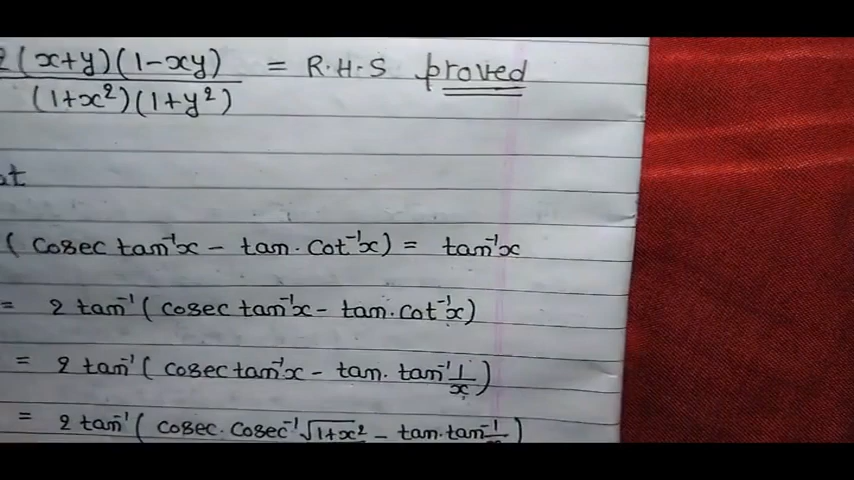 2(x+y)(1-xy) = R.H.S proved
(1+x²)(1+y²)
at
(cosec tan⁻¹x - tan.cot⁻¹x) = tan⁻¹x
= 2 tan⁻¹(cosec tan⁻¹x - tan.cot⁻¹x)
= 2 tan⁻¹(cosec tan⁻¹x - tan.tan⁻¹ 1/x)
= 2 tan⁻¹(cosec.cosec⁻¹ √1+x² - tan.tan⁻¹ 1